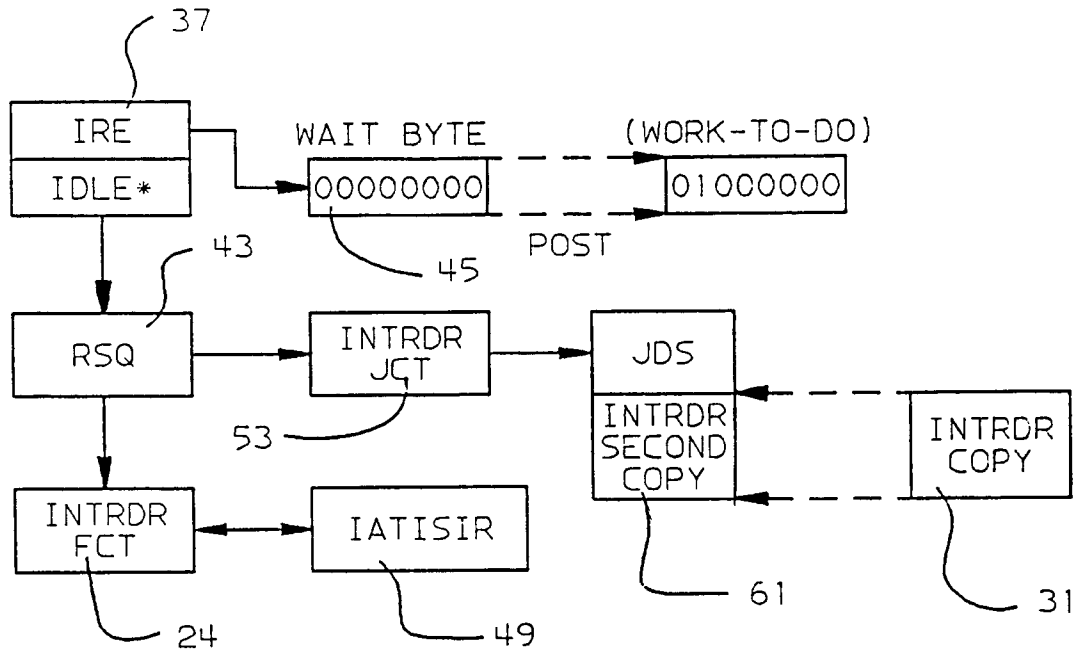 37
IRE
IDLE*
WAIT BYTE
00000000
45
(WORK-TO-DO)
01000000
POST
43
RSQ
INTRDR
JCT
53
JDS
INTRDR
SECOND
COPY
61
INTRDR
COPY
31
INTRDR
FCT
24
IATISIR
49